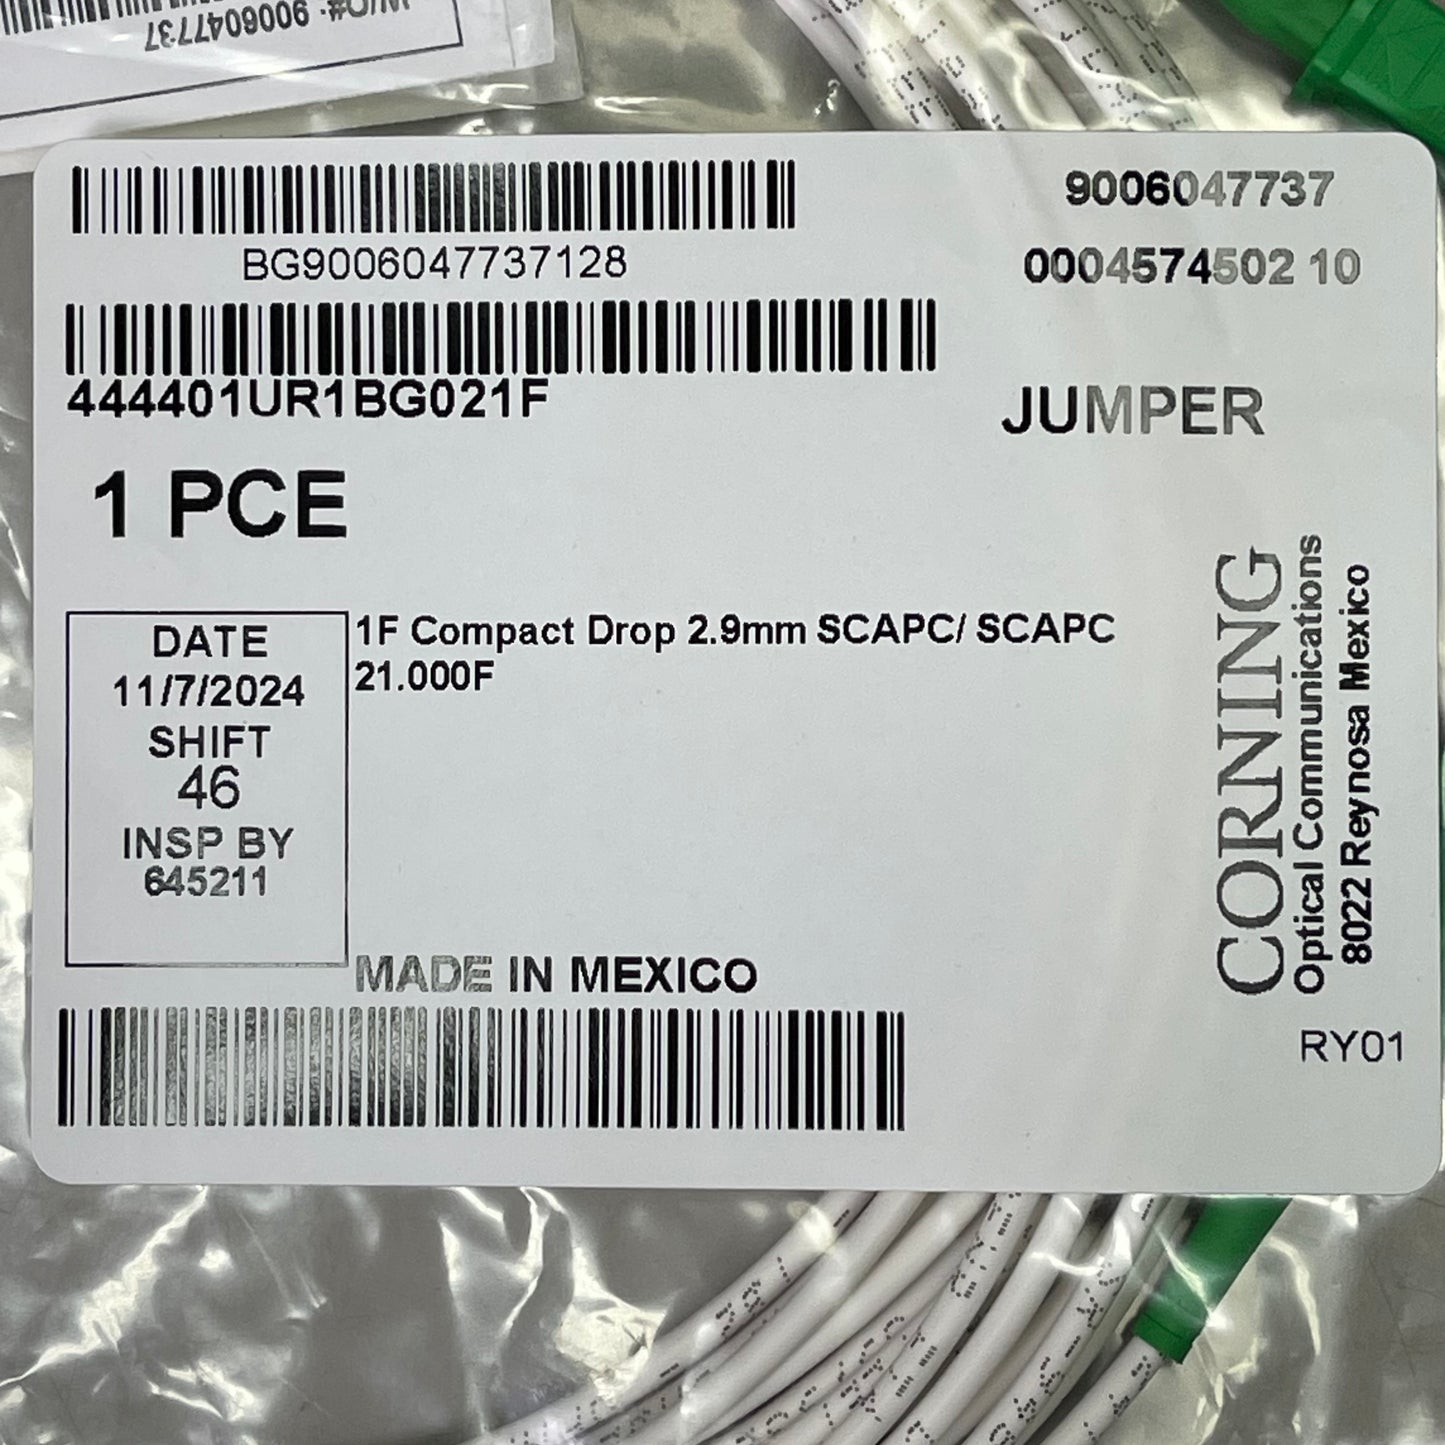 W/O#: 9006047737
BG9006047737128
9006047737
0004574502 10
444401UR1BG021F
JUMPER
1 PCE
DATE
11/7/2024
SHIFT
46
INSP BY
645211
1F Compact Drop 2.9mm SCAPC/ SCAPC
21.000F
MADE IN MEXICO
CORNING
Optical Communications
8022 Reynosa Mexico
RY01